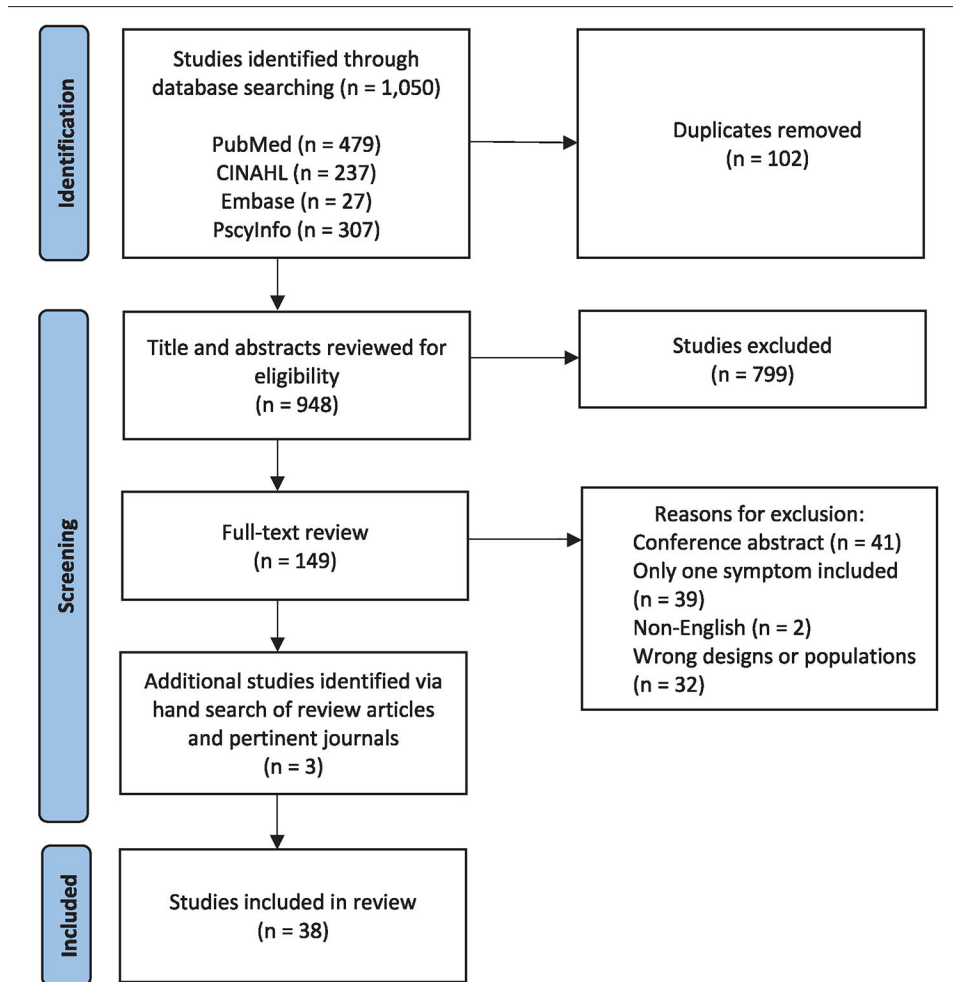 Identification
Studies identified through
database searching (n = 1,050)
PubMed (n = 479)
CINAHL (n = 237)
Embase (n = 27)
PscyInfo (n = 307)
Duplicates removed
(n = 102)
Screening
Title and abstracts reviewed for
eligibility
(n = 948)
Studies excluded
(n = 799)
Full-text review
(n = 149)
Reasons for exclusion:
Conference abstract (n = 41)
Only one symptom included
(n = 39)
Non-English (n = 2)
Wrong designs or populations
(n = 32)
Additional studies identified via
hand search of review articles
and pertinent journals
(n = 3)
Included
Studies included in review
(n = 38)